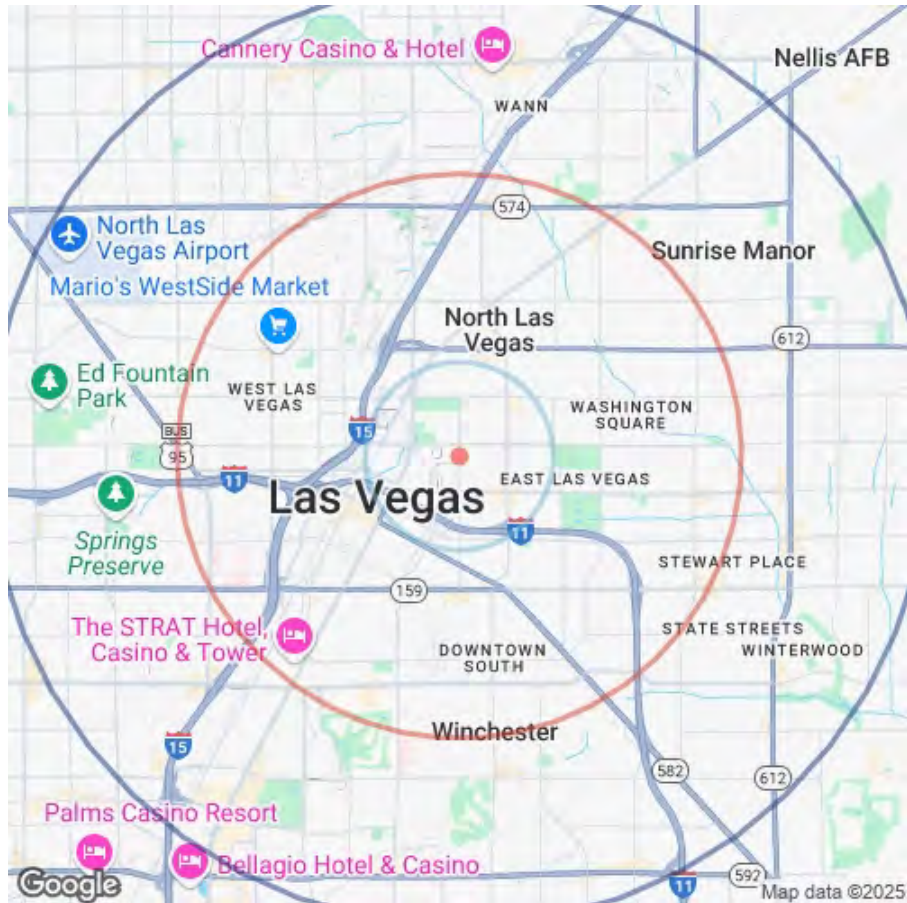 Cannery Casino & Hotel
Nellis AFB
WANN
574
North Las
Vegas Airport
Sunrise Manor
Mario's WestSide Market
North Las
Vegas
612
Ed Fountain
Park
WEST LAS
VEGAS
WASHINGTON
SQUARE
15
BUS
95
11
EAST LAS VEGAS
Las Vegas
Springs
Preserve
11
STEWART PLACE
159
The STRAT Hotel,
Casino & Tower
STATE STREETS
DOWNTOWN
SOUTH
WINTERWOOD
Winchester
15
582
612
Palms Casino Resort
Bellagio Hotel & Casino
592
11
Google
Map data ©2025